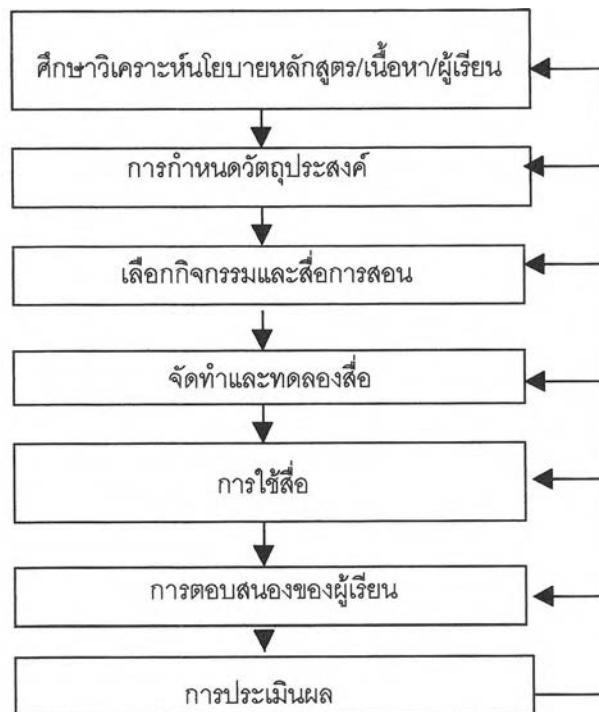 ศึกษาวิเคราะห์นโยบายหลักสูตร/เนื้อหา/ผู้เรียน
การกำหนดวัตถุประสงค์
เลือกกิจกรรมและสื่อการสอน
จัดทำและทดลองสื่อ
การใช้สื่อ
การตอบสนองของผู้เรียน
การประเมินผล